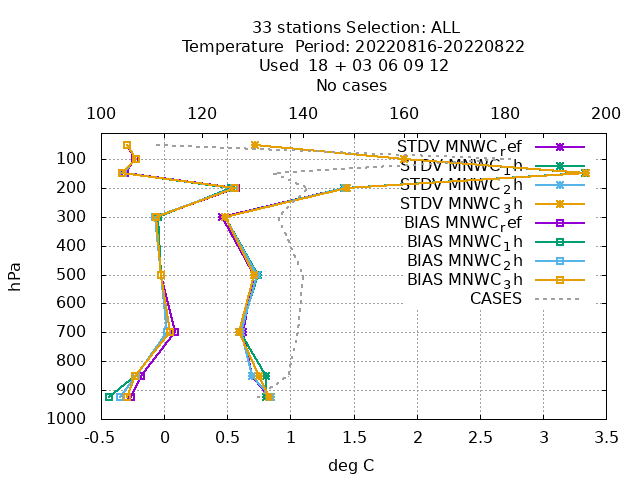 33 stations Selection: ALL
Temperature  Period: 20220816-20220822
Used  18 + 03 06 09 12
No cases
100 120 140 160 180 200
STDV MNWC_ref
STDV MNWC_1h
STDV MNWC_2h
STDV MNWC_3h
BIAS MNWC_ref
BIAS MNWC_1h
BIAS MNWC_2h
BIAS MNWC_3h
CASES
100
200
300
400
500
600
700
800
900
1000
hPa
-0.5 0 0.5 1 1.5 2 2.5 3 3.5
deg C